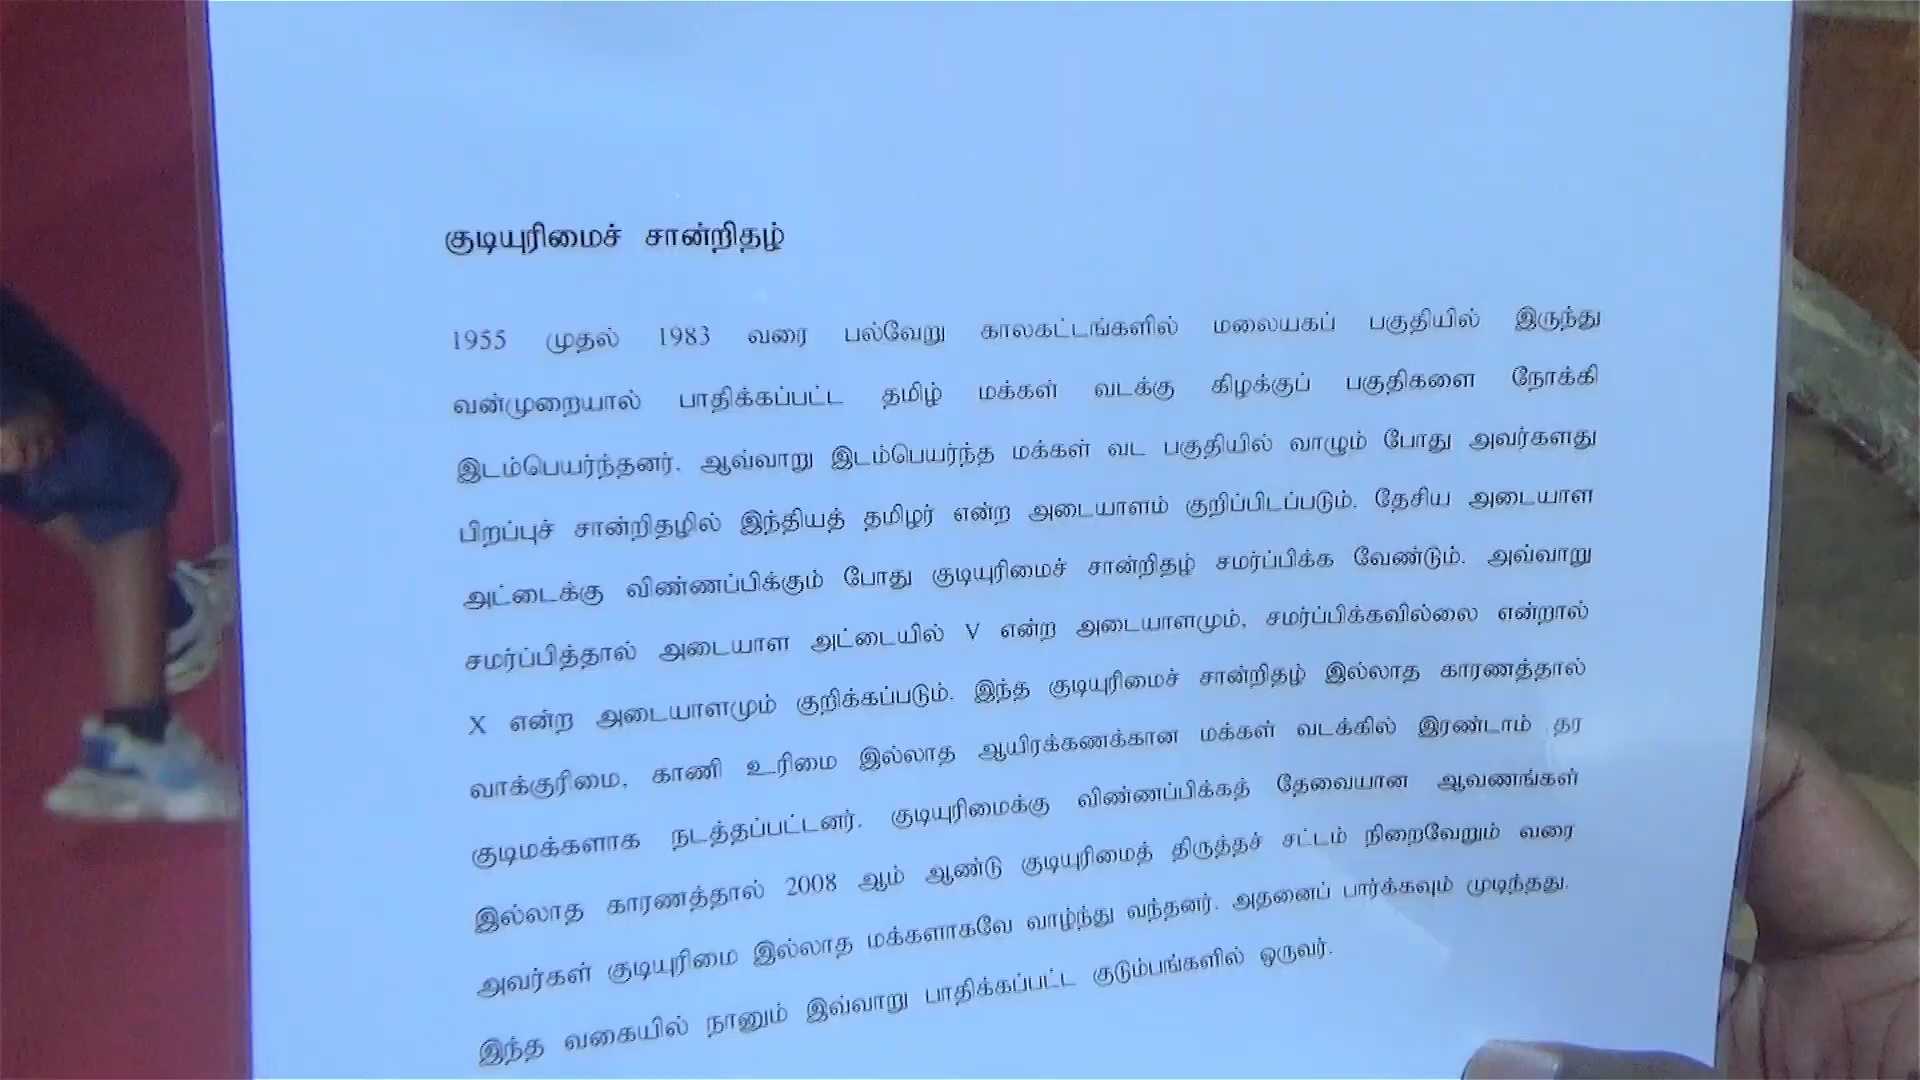 குடியுரிமைச் சான்றிதழ்
1955 முதல் 1983 வரை பல்வேறு காலகட்டங்களில் மலையகப் பகுதியில் இருந்து
வன்முறையால் பாதிக்கப்பட்ட தமிழ் மக்கள் வடக்கு கிழக்குப் பகுதிகளை நோக்கி
இடம்பெயர்ந்தனர். ஆவ்வாறு இடம்பெயர்ந்த மக்கள் வட பகுதியில் வாழும் போது அவர்களது
பிறப்புச் சான்றிதழில் இந்தியத் தமிழர் என்ற அடையாளம் குறிப்பிடப்படும். தேசிய அடையாள
அட்டைக்கு விண்ணப்பிக்கும் போது குடியுரிமைச் சான்றிதழ் சமர்ப்பிக்க வேண்டும். அவ்வாறு
சமர்ப்பித்தால் அடையாள அட்டையில் V என்ற அடையாளமும், சமர்ப்பிக்கவில்லை என்றால்
X என்ற அடையாளமும் குறிக்கப்படும். இந்த குடியுரிமைச் சான்றிதழ் இல்லாத காரணத்தால்
வாக்குரிமை, காணி உரிமை இல்லாத ஆயிரக்கணக்கான மக்கள் வடக்கில் இரண்டாம் தர
குடிமக்களாக நடத்தப்பட்டனர். குடியுரிமைக்கு விண்ணப்பிக்கத் தேவையான ஆவணங்கள்
இல்லாத காரணத்தால் 2008 ஆம் ஆண்டு குடியுரிமைத் திருத்தச் சட்டம் நிறைவேறும் வரை
அவர்கள் குடியுரிமை இல்லாத மக்களாகவே வாழ்ந்து வந்தனர். அதனைப் பார்க்கவும் முடிந்தது.
இந்த வகையில் நானும் இவ்வாறு பாதிக்கப்பட்ட குடும்பங்களில் ஒருவர்.